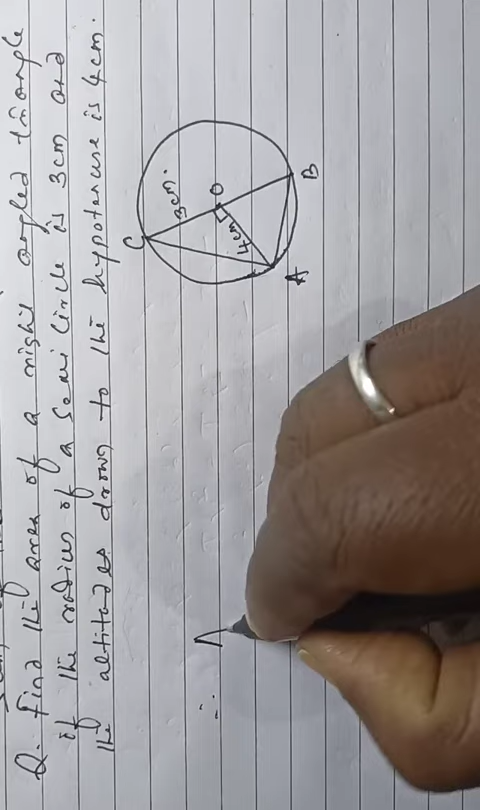 Q. Find the area of a right angled triangle
if the radius of a semi circle is 3cm and
the altitudes drawn to the hypotenuse is 4cm.
C
3cm.
O
B
4cm
A
∴